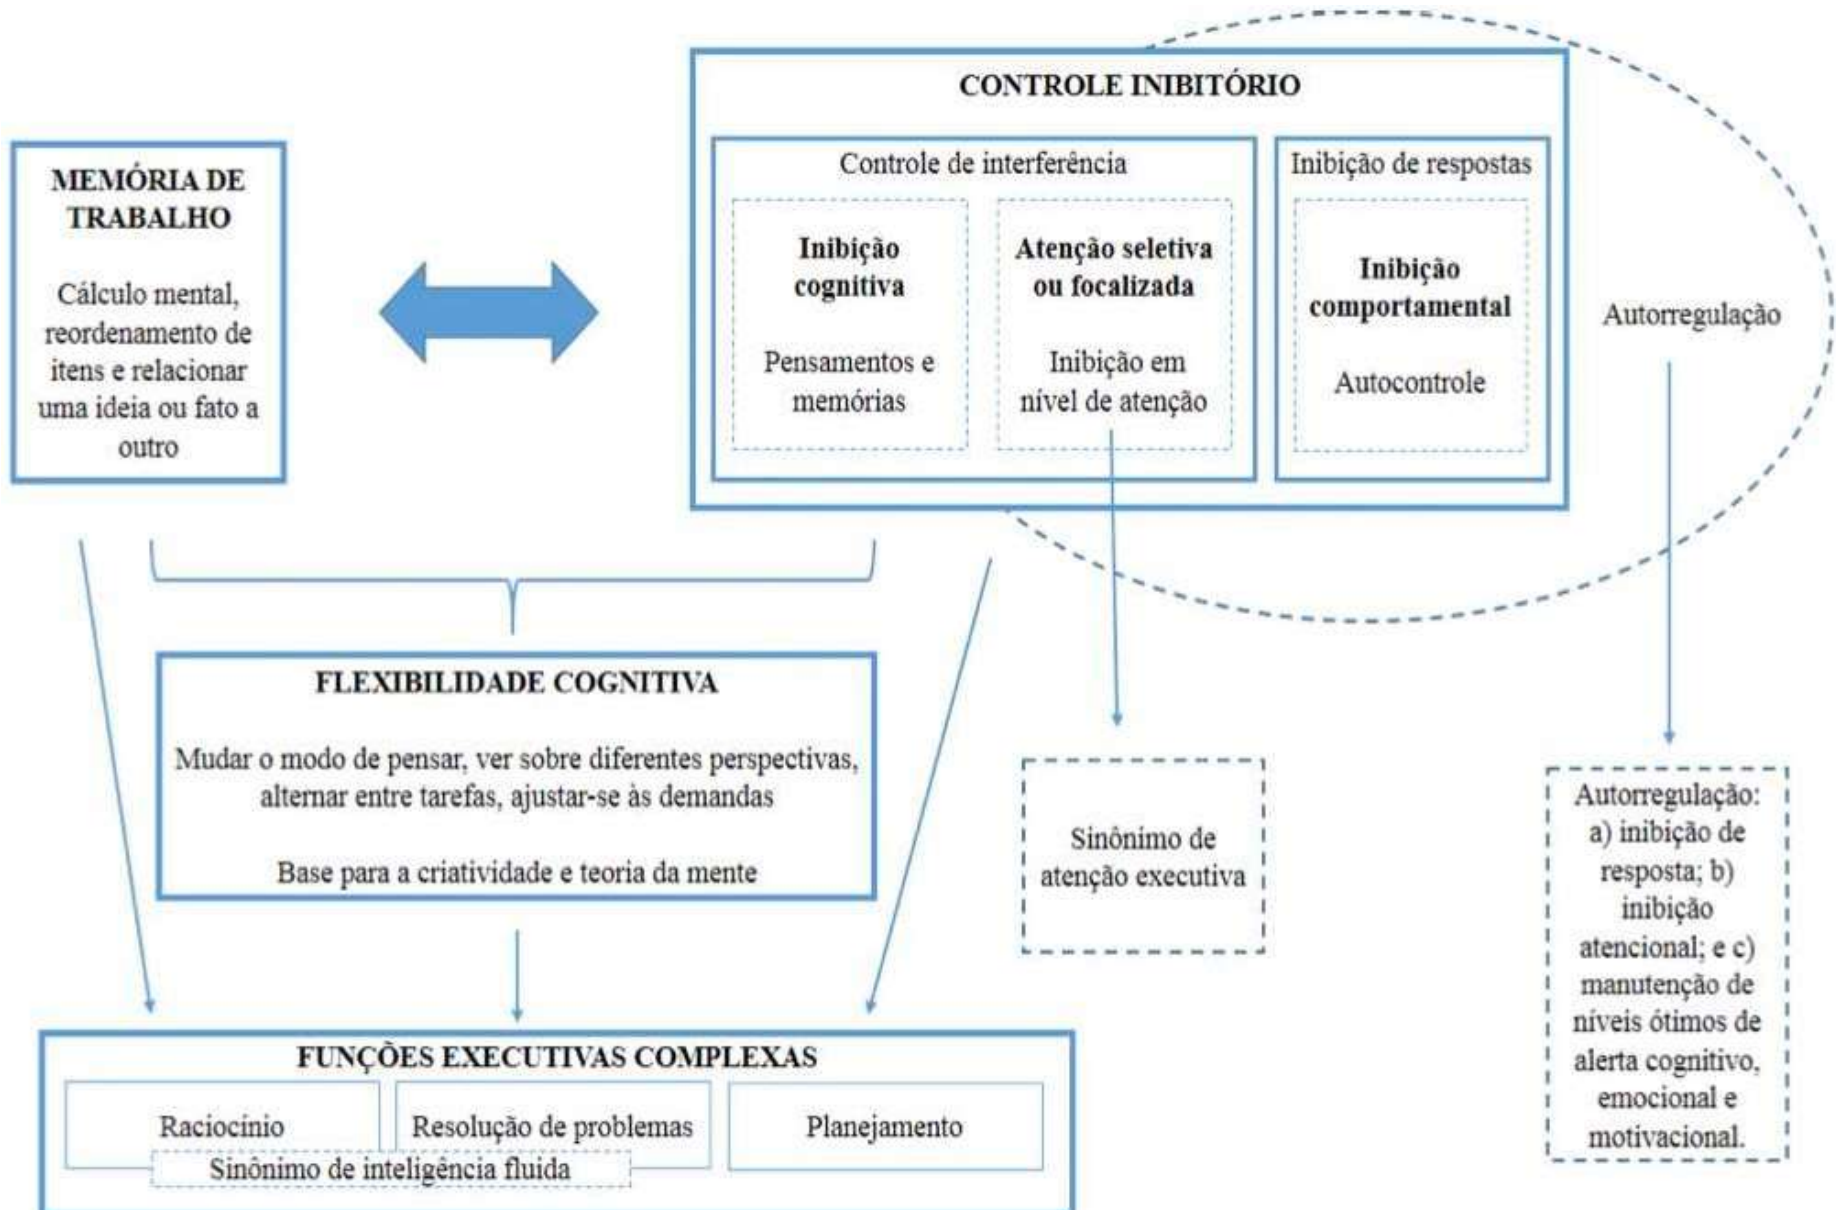 CONTROLE INIBITÓRIO
MEMÓRIA DE
TRABALHO
Cálculo mental,
reordenamento de
itens e relacionar
uma ideia ou fato a
outro
Controle de interferência
Inibição
cognitiva
Pensamentos e
memórias
Atenção seletiva
ou focalizada
Inibição em
nível de atenção
Inibição de respostas
Inibição
comportamental
Autocontrole
Autorregulação
FLEXIBILIDADE COGNITIVA
Mudar o modo de pensar, ver sobre diferentes perspectivas,
alternar entre tarefas, ajustar-se às demandas
Base para a criatividade e teoria da mente
Sinônimo de
atenção executiva
Autorregulação:
a) inibição de
resposta; b)
inibição
atencional; e c)
manutenção de
níveis ótimos de
alerta cognitivo,
emocional e
motivacional.
FUNÇÕES EXECUTIVAS COMPLEXAS
Raciocínio
Resolução de problemas
Planejamento
Sinônimo de inteligência fluida